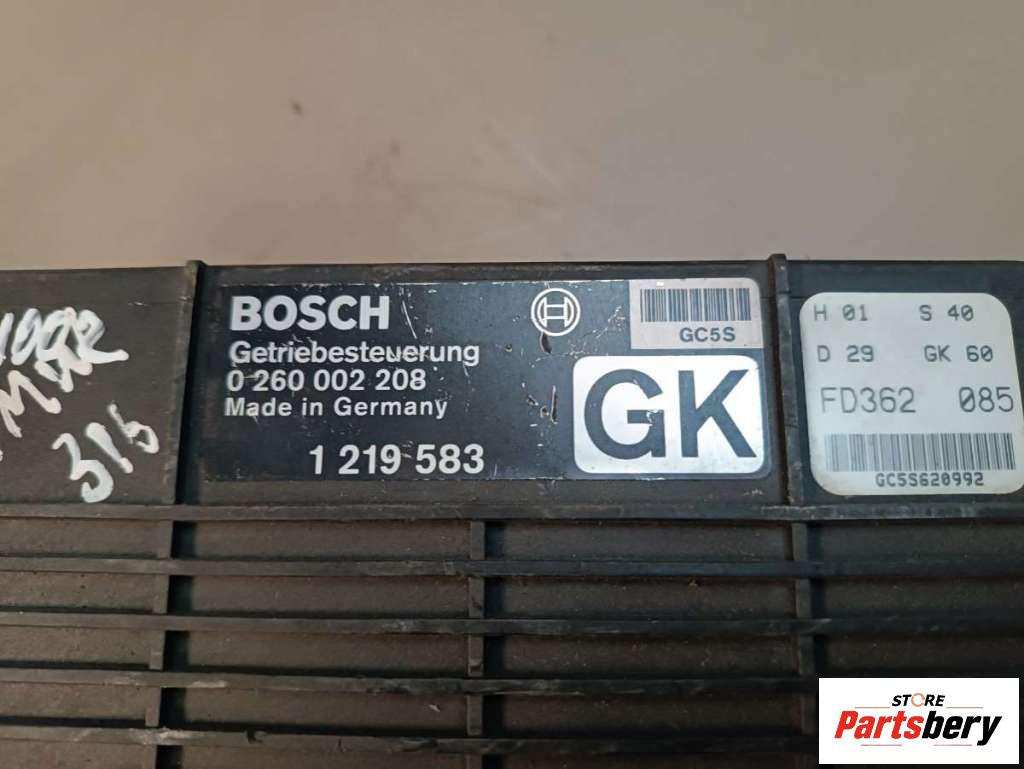 BOSCH
Getriebesteuerung
0 260 002 208
Made in Germany
1 219 583
GC5S
GK
H 01 S 40
D 29 GK 60
FD362 085
GC5S620992
STORE
Partsbery